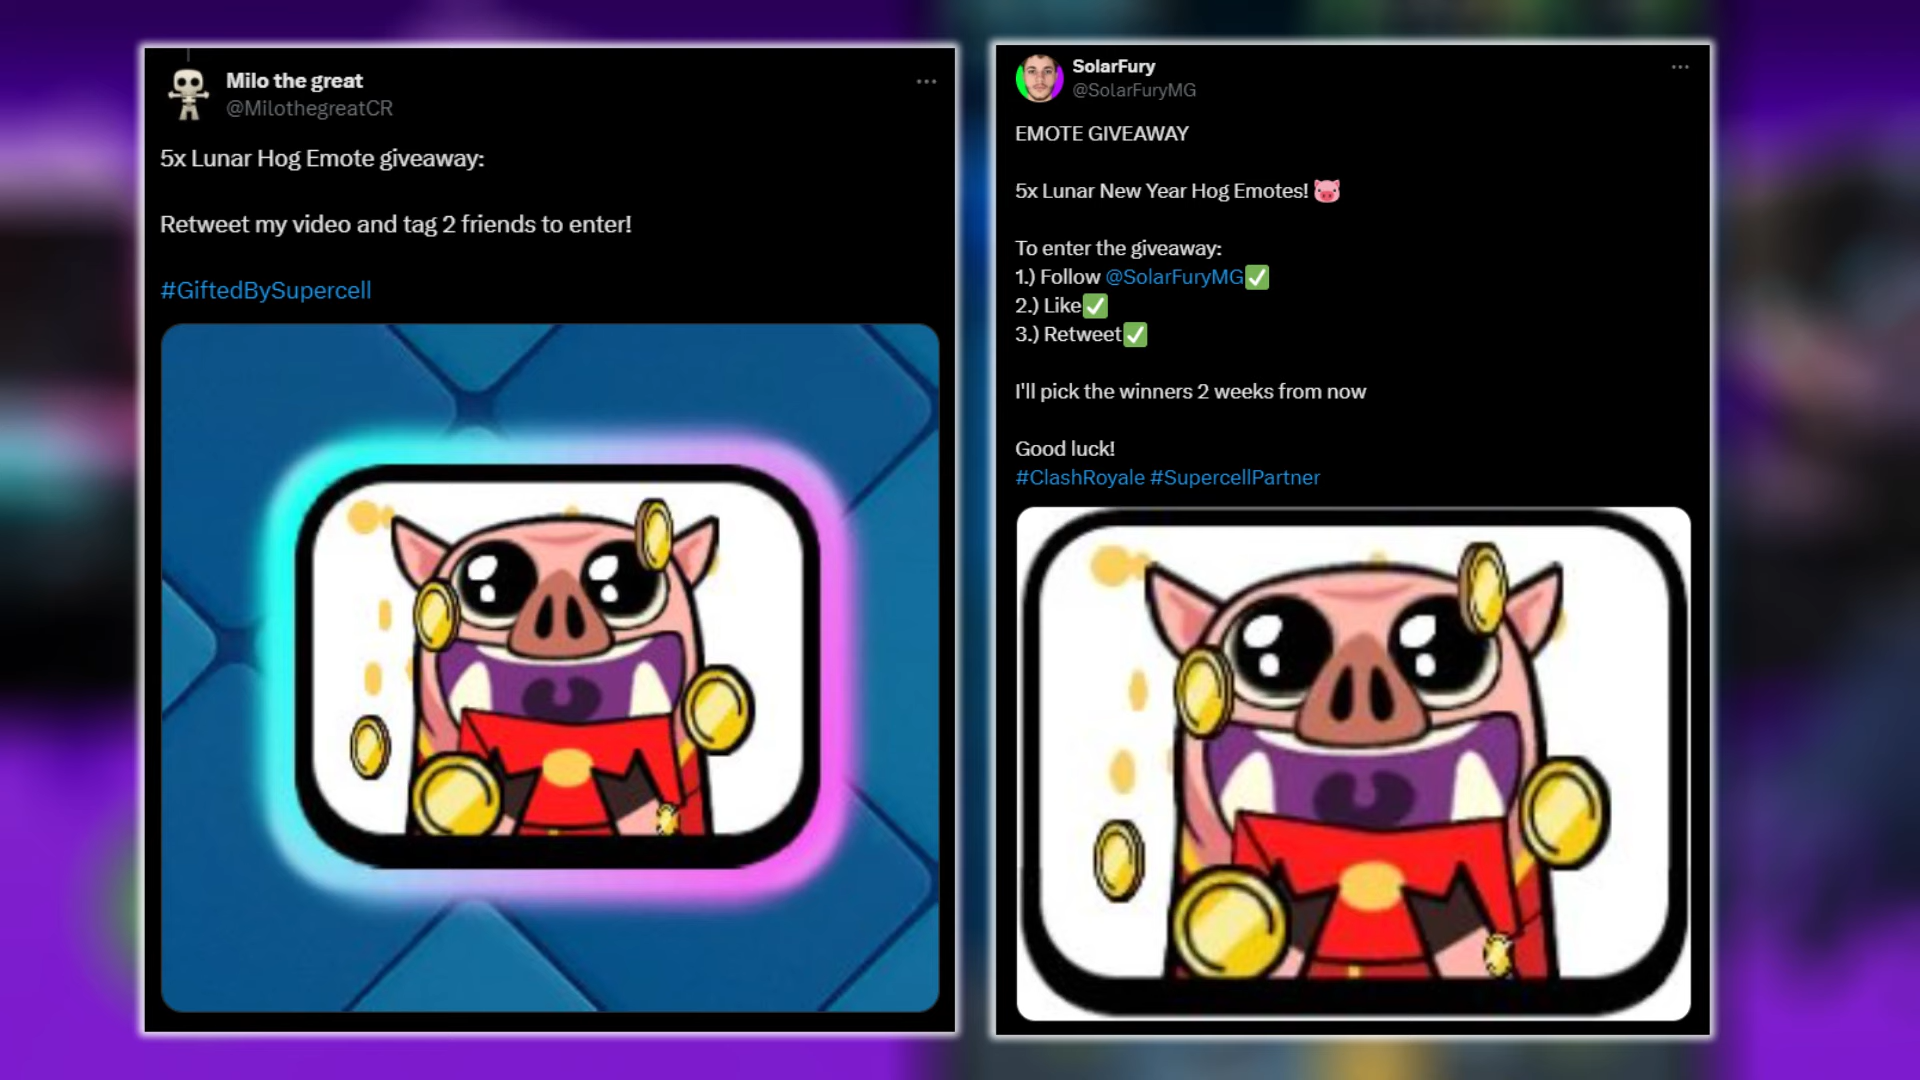 Milo the great
@MilothegreatCR
5x Lunar Hog Emote giveaway:
Retweet my video and tag 2 friends to enter!
#GiftedBySupercell
SolarFury
@SolarFuryMG
EMOTE GIVEAWAY
5x Lunar New Year Hog Emotes! 🐷
To enter the giveaway:
1.) Follow @SolarFuryMG✅
2.) Like✅
3.) Retweet✅
I'll pick the winners 2 weeks from now
Good luck!
#ClashRoyale #SupercellPartner